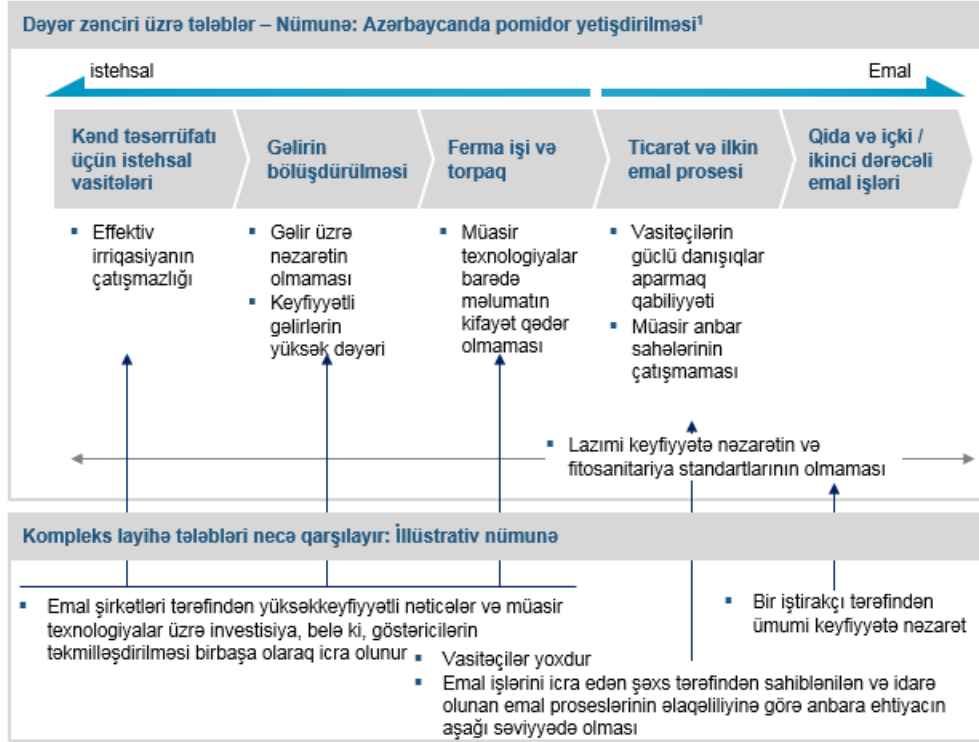 Dəyər zənciri üzrə tələblər – Nümunə: Azərbaycanda pomidor yetişdirilməsi¹
istehsal
Emal
Kənd təsərrüfatı
üçün istehsal
vasitələri
Gəlirin
bölüşdürülməsi
Ferma işi və
torpaq
Ticarət və ilkin
emal prosesi
Qida və içki /
ikinci dərəcəli
emal işləri
▪ Effektiv
irriqasiyanın
çatışmazlığı
▪ Gəlir üzrə
nəzarətin
olmaması
▪ Keyfiyyətli
gəlirlərin
yüksək dəyəri
▪ Müasir
texnologiyalar
barədə
məlumatın
kifayət qədər
olmaması
▪ Vasitəçilərin
güclü danışıqlar
aparmaq
qabiliyyəti
▪ Müasir anbar
sahələrinin
çatışmaması
▪ Lazımi keyfiyyətə nəzarətin və
fitosanitariya standartlarının olmaması
Kompleks layihə tələbləri necə qarşılayır: İllüstrativ nümunə
▪ Emal şirkətləri tərəfindən yüksəkkeyfiyyətli nəticələr və müasir
texnologiyalar üzrə investisiya, belə ki, göstəricilərin
təkmilləşdirilməsi birbaşa olaraq icra olunur
▪ Vasitəçilər yoxdur
▪ Emal işlərini icra edən şəxs tərəfindən sahiblənilən və idarə
olunan emal proseslərinin əlaqəliliyinə görə anbara ehtiyacın
aşağı səviyyədə olması
▪ Bir iştirakçı tərəfindən
ümumi keyfiyyətə nəzarət